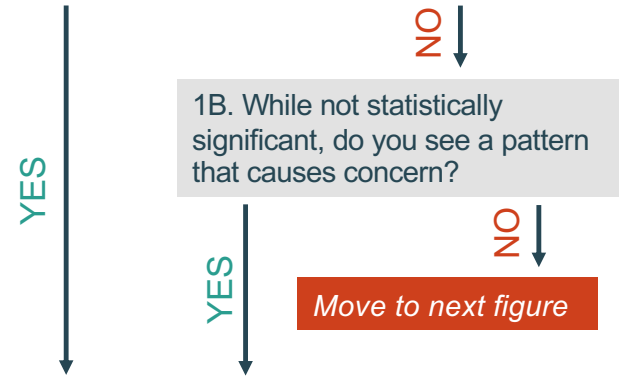 NO
1B. While not statistically
significant, do you see a pattern
that causes concern?
YES
NO
YES
Move to next figure